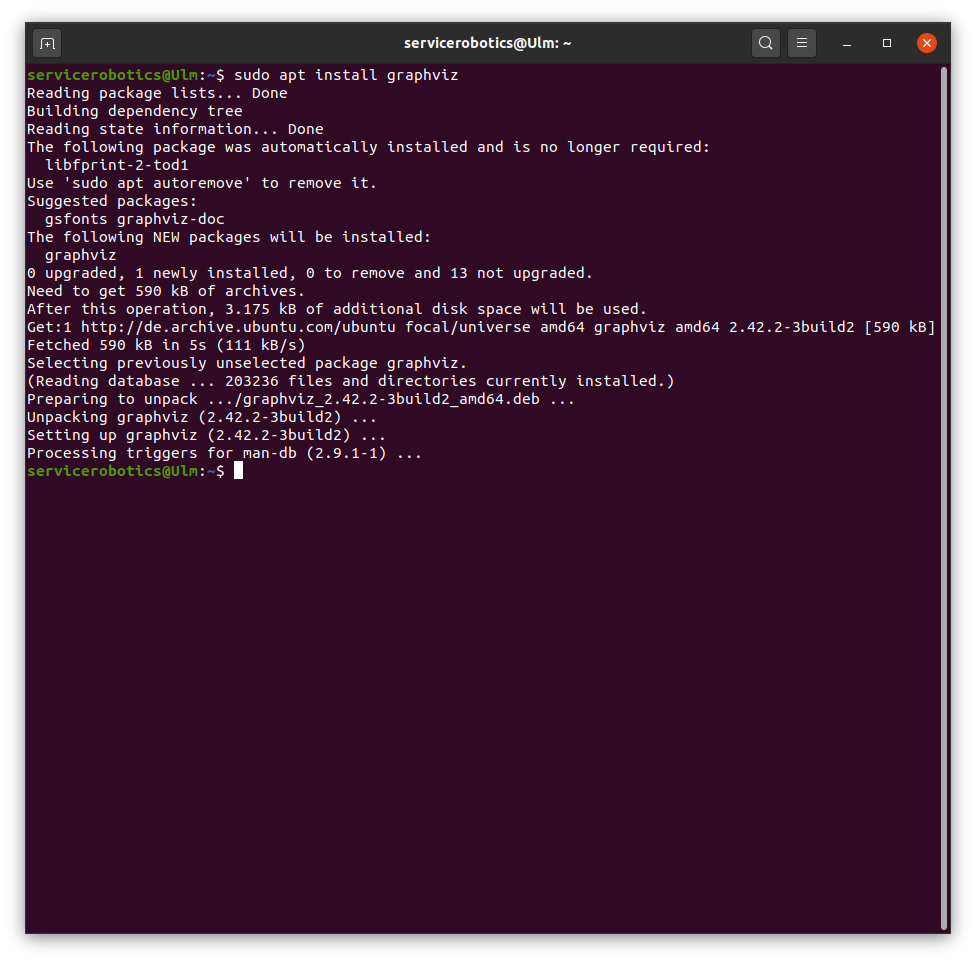 servicerobotics@Ulm: ~
servicerobotics@Ulm:~$ sudo apt install graphviz
Reading package lists... Done
Building dependency tree
Reading state information... Done
The following package was automatically installed and is no longer required:
  libfprint-2-tod1
Use 'sudo apt autoremove' to remove it.
Suggested packages:
  gsfonts graphviz-doc
The following NEW packages will be installed:
  graphviz
0 upgraded, 1 newly installed, 0 to remove and 13 not upgraded.
Need to get 590 kB of archives.
After this operation, 3.175 kB of additional disk space will be used.
Get:1 http://de.archive.ubuntu.com/ubuntu focal/universe amd64 graphviz amd64 2.42.2-3build2 [590 kB]
Fetched 590 kB in 5s (111 kB/s)
Selecting previously unselected package graphviz.
(Reading database ... 203236 files and directories currently installed.)
Preparing to unpack .../graphviz_2.42.2-3build2_amd64.deb ...
Unpacking graphviz (2.42.2-3build2) ...
Setting up graphviz (2.42.2-3build2) ...
Processing triggers for man-db (2.9.1-1) ...
servicerobotics@Ulm:~$